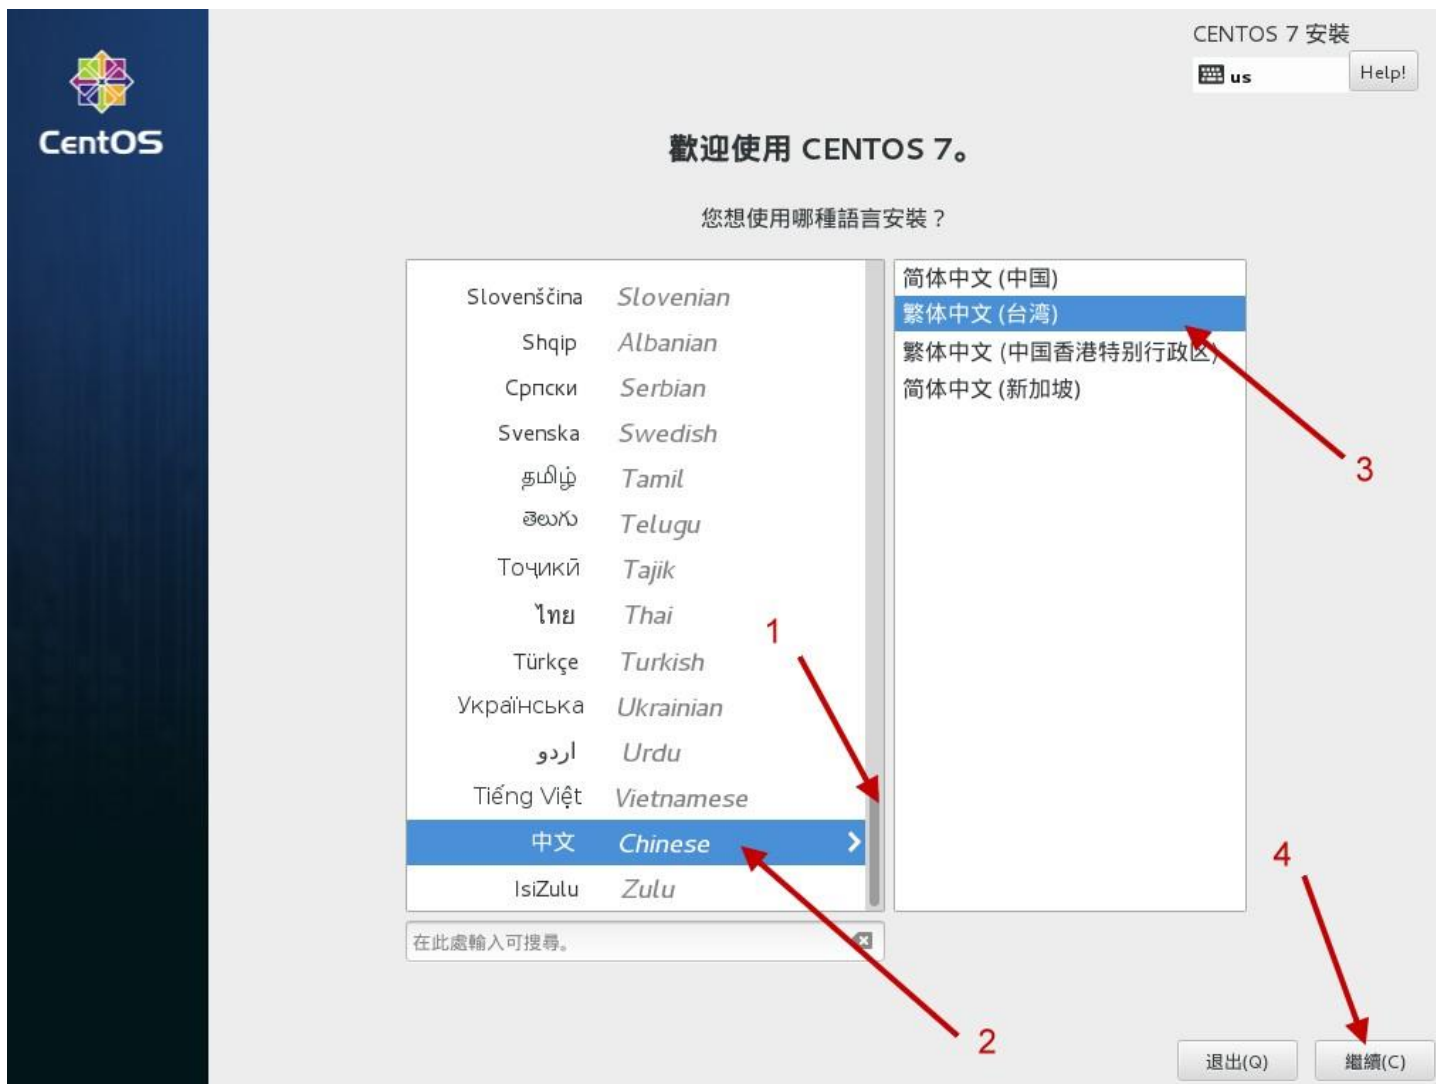 CentOS
CENTOS 7 安裝
us
Help!
歡迎使用 CENTOS 7。
您想使用哪種語言安裝？
Slovenščina Slovenian
Shqip Albanian
Српски Serbian
Svenska Swedish
தமிழ் Tamil
తెలుగు Telugu
Тоҷикӣ Tajik
ไทย Thai
Türkçe Turkish
Українська Ukrainian
اردو Urdu
Tiếng Việt Vietnamese
中文 Chinese
IsiZulu Zulu
在此處輸入可搜尋。
简体中文 (中国)
繁体中文 (台湾)
繁体中文 (中国香港特别行政区)
简体中文 (新加坡)
1
2
3
4
退出(Q)
繼續(C)